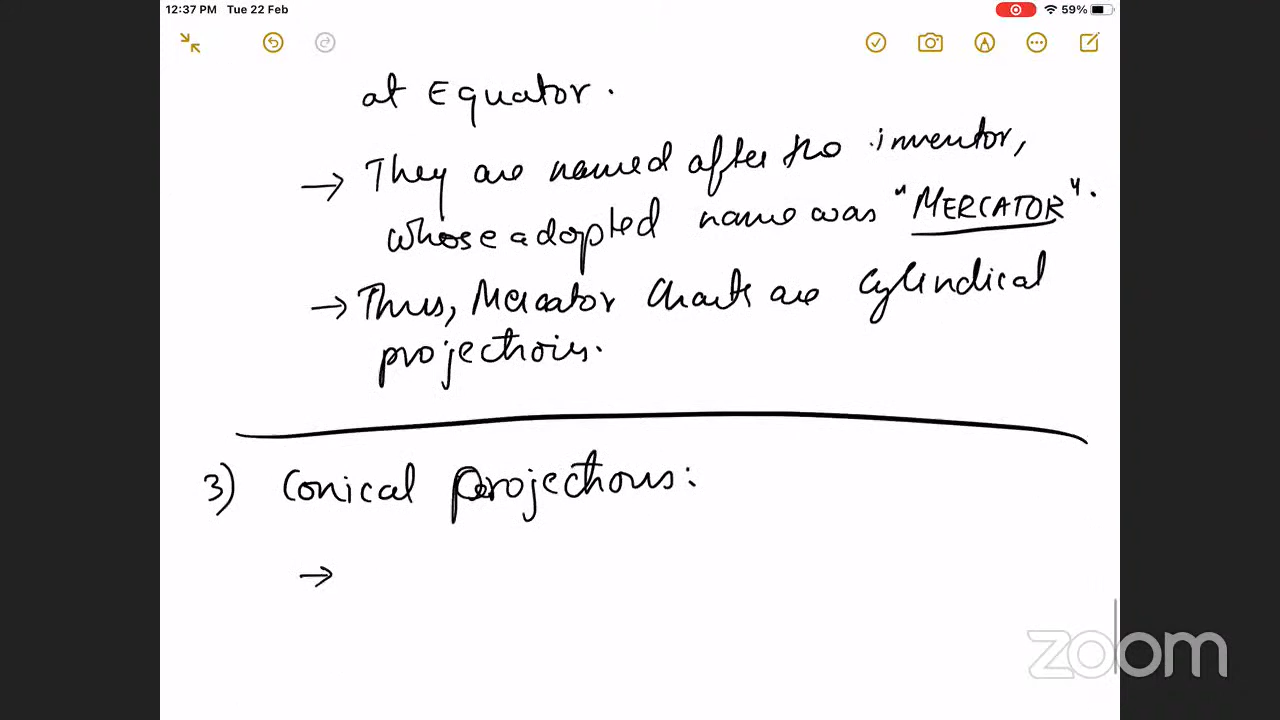 12:37 PM Tue 22 Feb
59%
at Equator.
→ They are named after the inventor,
whose adopted name was "MERCATOR".
→ Thus, Mercator Charts are Cylindical
projections.
3) Conical Projections:
→
zoom